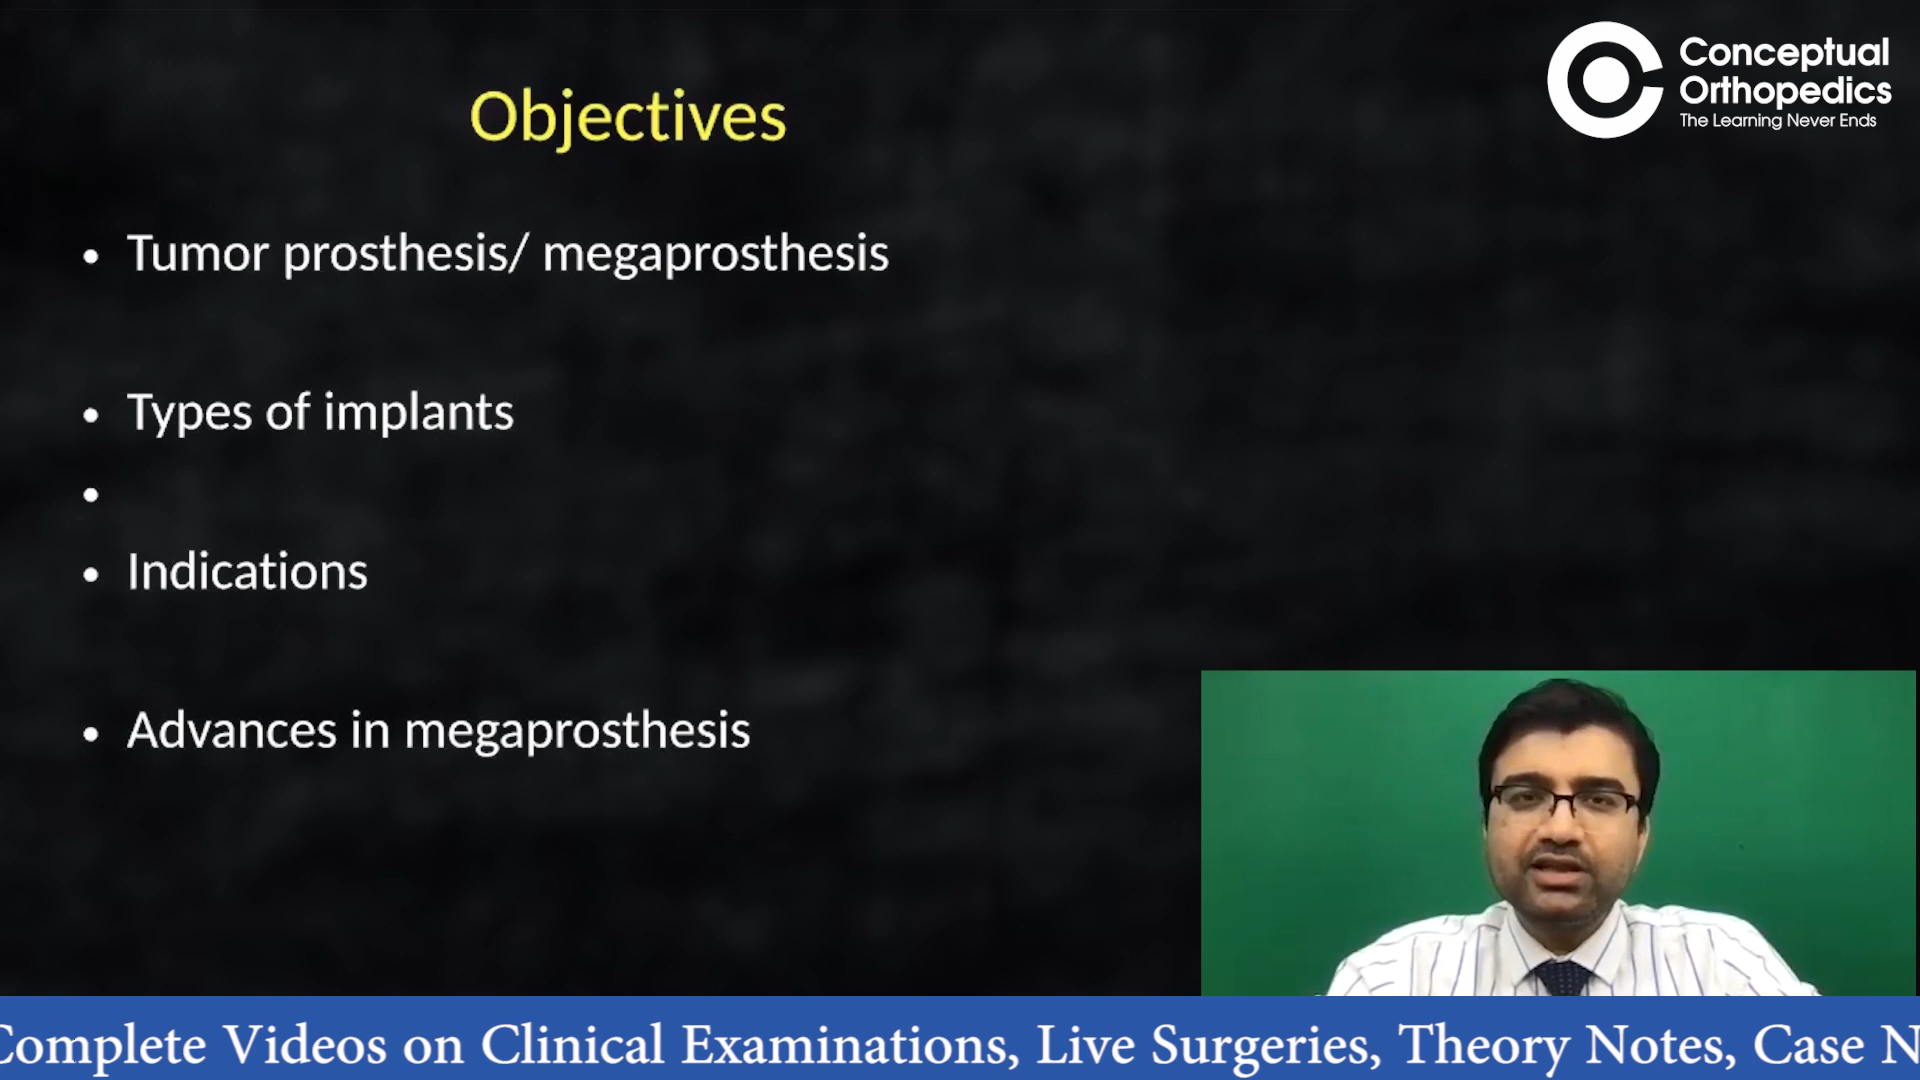 Conceptual
Orthopedics
The Learning Never Ends
Objectives
• Tumor prosthesis/ megaprosthesis
• Types of implants
•
• Indications
• Advances in megaprosthesis
Complete Videos on Clinical Examinations, Live Surgeries, Theory Notes, Case N